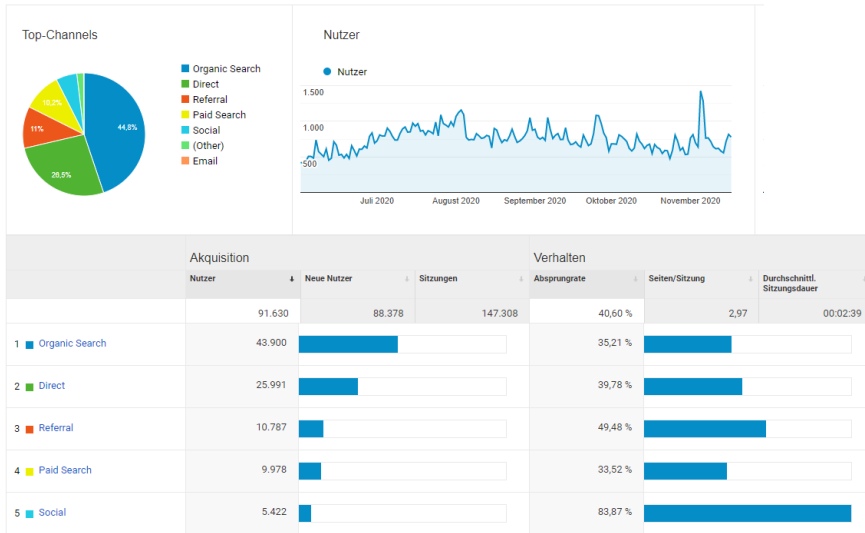 Top-Channels
Organic Search
Direct
Referral
Paid Search
Social
(Other)
Email
44,8%
26,5%
11%
10,2%
Nutzer
Nutzer
1.500
1.000
500
Juli 2020 August 2020 September 2020 Oktober 2020 November 2020
Akquisition Verhalten
Nutzer Neue Nutzer Sitzungen Absprungrate Seiten/Sitzung Durchschnittl. Sitzungsdauer
91.630 88.378 147.308 40,60 % 2,97 00:02:39
1 Organic Search 43.900 35,21 %
2 Direct 25.991 39,78 %
3 Referral 10.787 49,48 %
4 Paid Search 9.978 33,52 %
5 Social 5.422 83,87 %